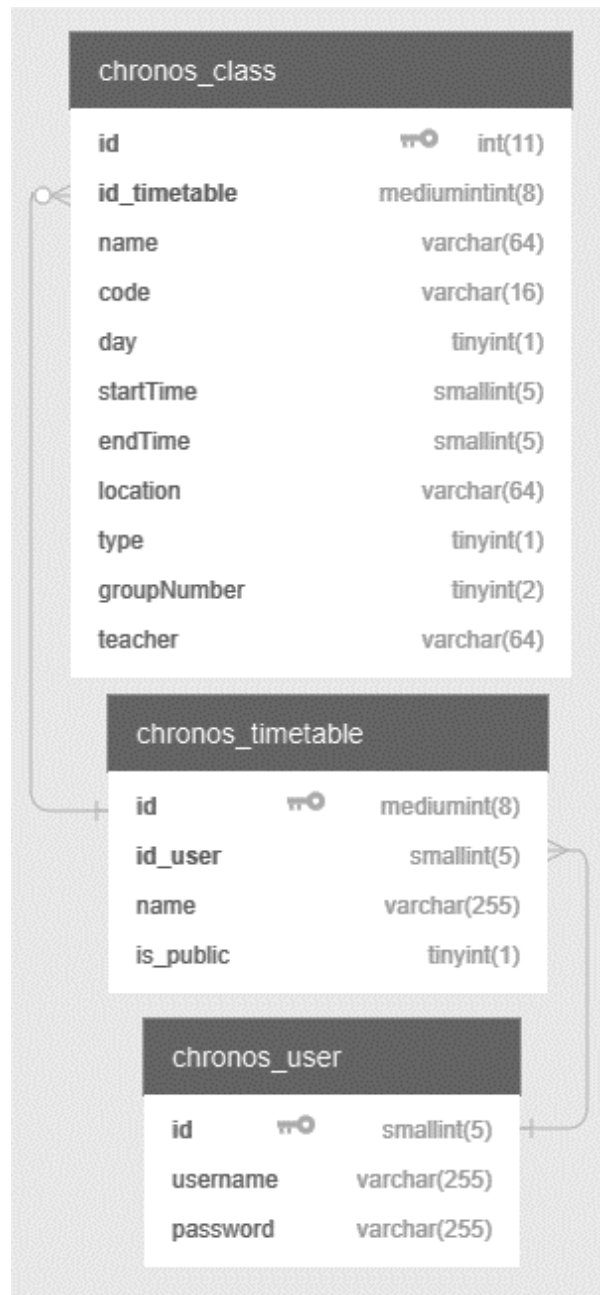 chronos_class
id int(11)
id_timetable mediumintint(8)
name varchar(64)
code varchar(16)
day tinyint(1)
startTime smallint(5)
endTime smallint(5)
location varchar(64)
type tinyint(1)
groupNumber tinyint(2)
teacher varchar(64)
chronos_timetable
id mediumint(8)
id_user smallint(5)
name varchar(255)
is_public tinyint(1)
chronos_user
id smallint(5)
username varchar(255)
password varchar(255)